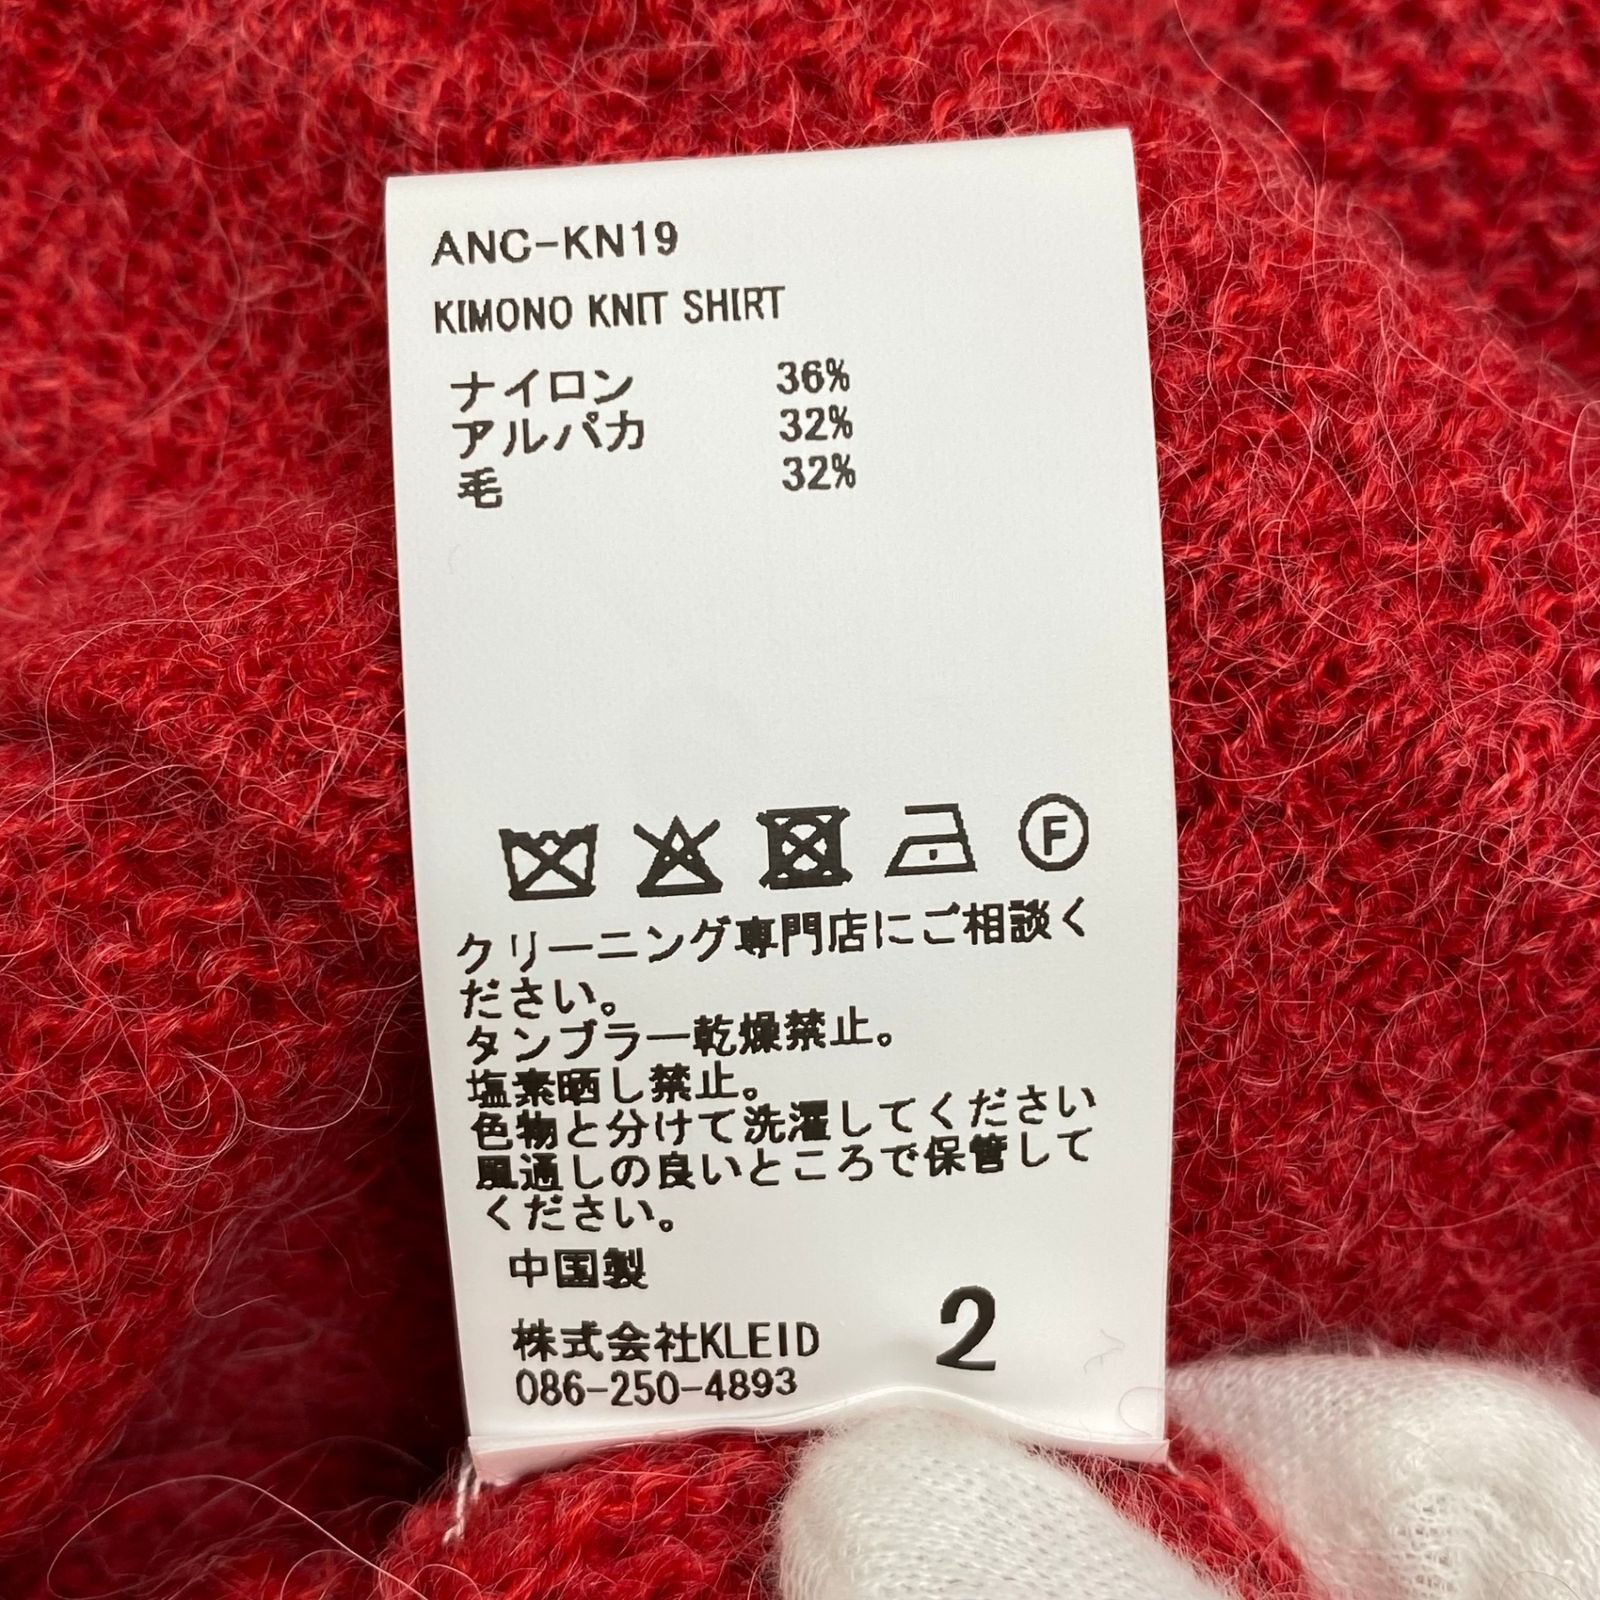 ANC-KN19
KIMONO KNIT SHIRT
ナイロン 36%
アルパカ 32%
毛 32%
F
クリーニング専門店にご相談く
ださい。
タンブラー乾燥禁止。
塩素晒し禁止。
色物と分けて洗濯してください
風通しの良いところで保管して
ください。
中国製
株式会社KLEID 2
086-250-4893